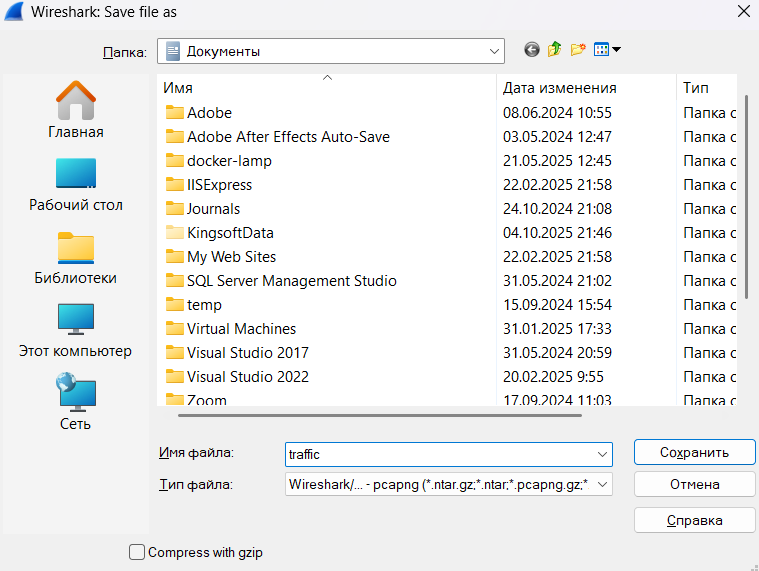 Wireshark: Save file as
Папка: Документы
Главная
Рабочий стол
Библиотеки
Этот компьютер
Сеть
Имя Дата изменения Тип
Adobe 08.06.2024 10:55 Папка с
Adobe After Effects Auto-Save 03.05.2024 12:47 Папка с
docker-lamp 21.05.2025 12:45 Папка с
IISExpress 22.02.2025 21:58 Папка с
Journals 24.10.2024 21:08 Папка с
KingsoftData 04.10.2025 21:46 Папка с
My Web Sites 22.02.2025 21:58 Папка с
SQL Server Management Studio 31.05.2024 21:02 Папка с
temp 15.09.2024 15:54 Папка с
Virtual Machines 31.01.2025 17:33 Папка с
Visual Studio 2017 31.05.2024 20:59 Папка с
Visual Studio 2022 20.02.2025 9:55 Папка с
Zoom 17.09.2024 11:03 Папка с
Имя файла: traffic Сохранить
Тип файла: Wireshark/... - pcapng (*.ntar.gz;*.ntar;*.pcapng.gz;* Отмена
Справка
Compress with gzip